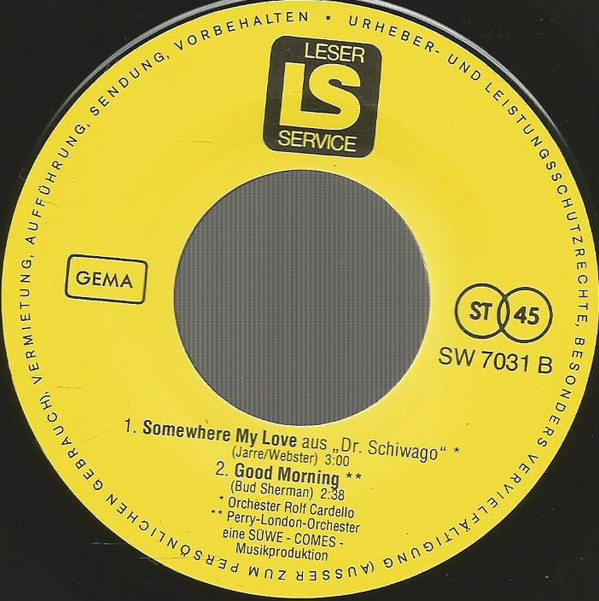 URHEBER- UND LEISTUNGSSCHUTZRECHTE, BESONDERS VERVIELFÄLTIGUNG (AUSSER ZUM PERSÖNLICHEN GEBRAUCH), VERMIETUNG, AUFFÜHRUNG, SENDUNG, VORBEHALTEN ▪
LESER
LS
SERVICE
GEMA
ST 45
SW 7031 B
1. Somewhere My Love aus „Dr. Schiwago“ *
(Jarre/Webster) 3:00
2. Good Morning **
(Bud Sherman) 2:38
* Orchester Rolf Cardello
** Perry-London-Orchester
eine SÜWE - COMES -
Musikproduktion